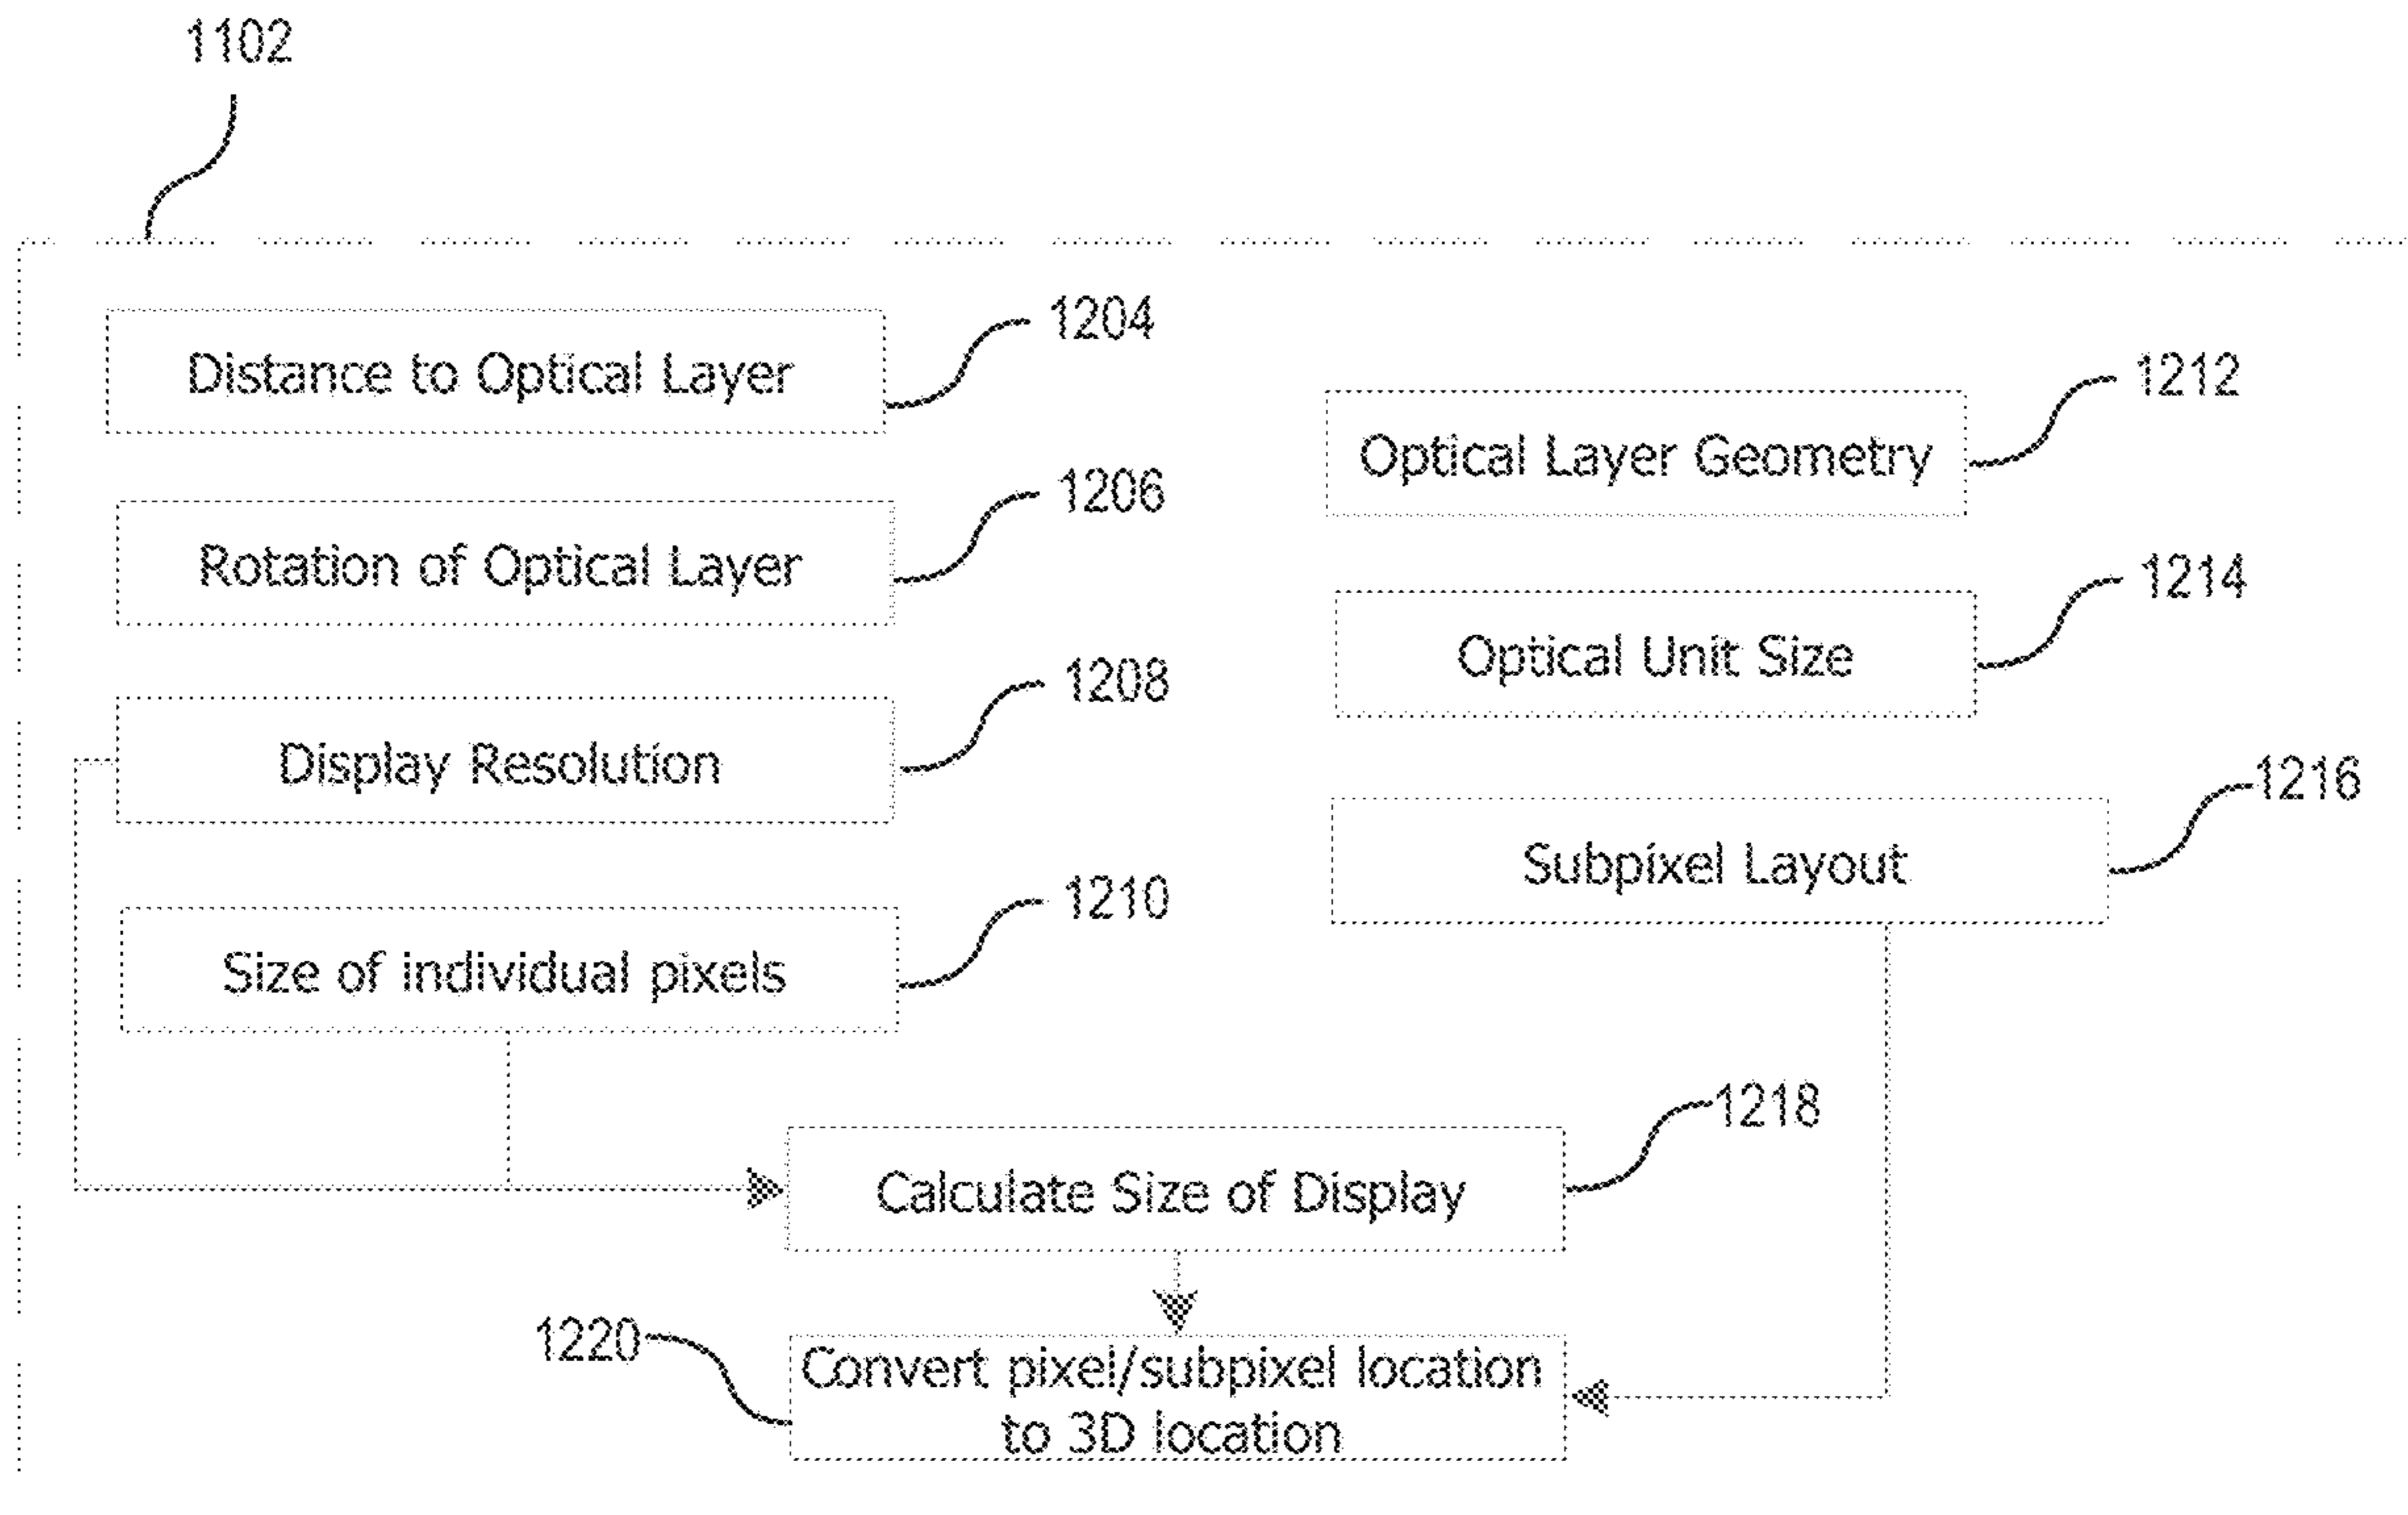 1102
Distance to Optical Layer
1204
Rotation of Optical Layer
1206
Display Resolution
1208
Size of individual pixels
1210
Optical Layer Geometry
1212
Optical Unit Size
1214
Subpixel Layout
1216
Calculate Size of Display
1218
1220
Convert pixel/subpixel location
to 3D location